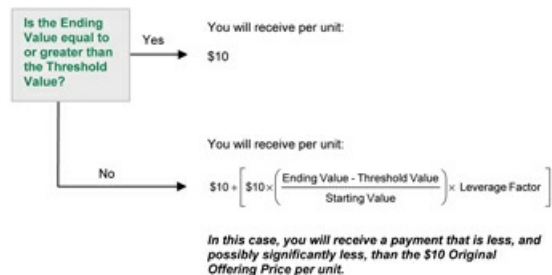 Is the Ending
Value equal to
or greater than
the Threshold
Value?
Yes
You will receive per unit:
$10
No
You will receive per unit:
$10 + [ $10 × ( Ending Value - Threshold Value / Starting Value ) × Leverage Factor ]
In this case, you will receive a payment that is less, and
possibly significantly less, than the $10 Original
Offering Price per unit.